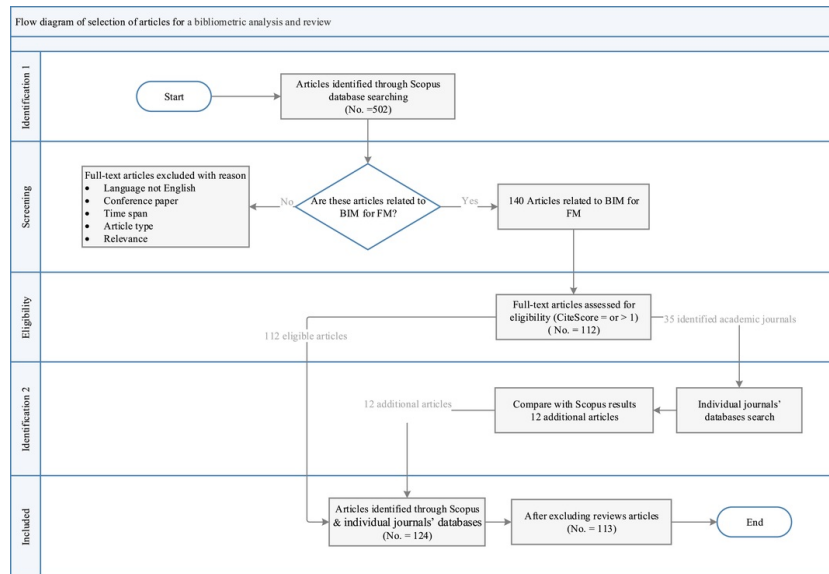 Flow diagram of selection of articles for a bibliometric analysis and review
Identification 1
Start
Articles identified through Scopus
database searching
(No. =502)
Screening
Full-text articles excluded with reason
• Language not English
• Conference paper
• Time span
• Article type
• Relevance
No
Are these articles related to
BIM for FM?
Yes
140 Articles related to BIM for
FM
Eligibility
Full-text articles assessed for
eligibility (CiteScore = or > 1)
( No. = 112)
35 identified academic journals
112 eligible articles
Identification 2
12 additional articles
Compare with Scopus results
12 additional articles
Individual journals’
databases search
Included
Articles identified through Scopus
& individual journals’ databases
(No. = 124)
After excluding reviews articles
(No. = 113)
End